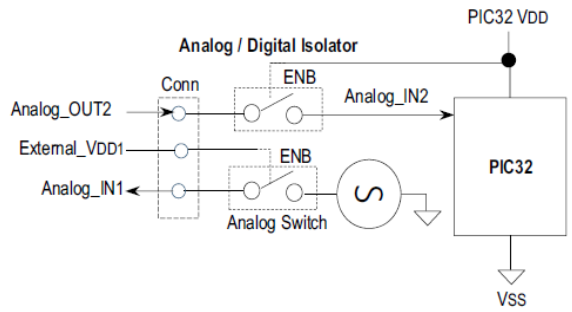 PIC32 VDD
Analog / Digital Isolator
Conn
ENB
Analog_OUT2
Analog_IN2
External_VDD1
ENB
PIC32
Analog_IN1
Analog Switch
VSS